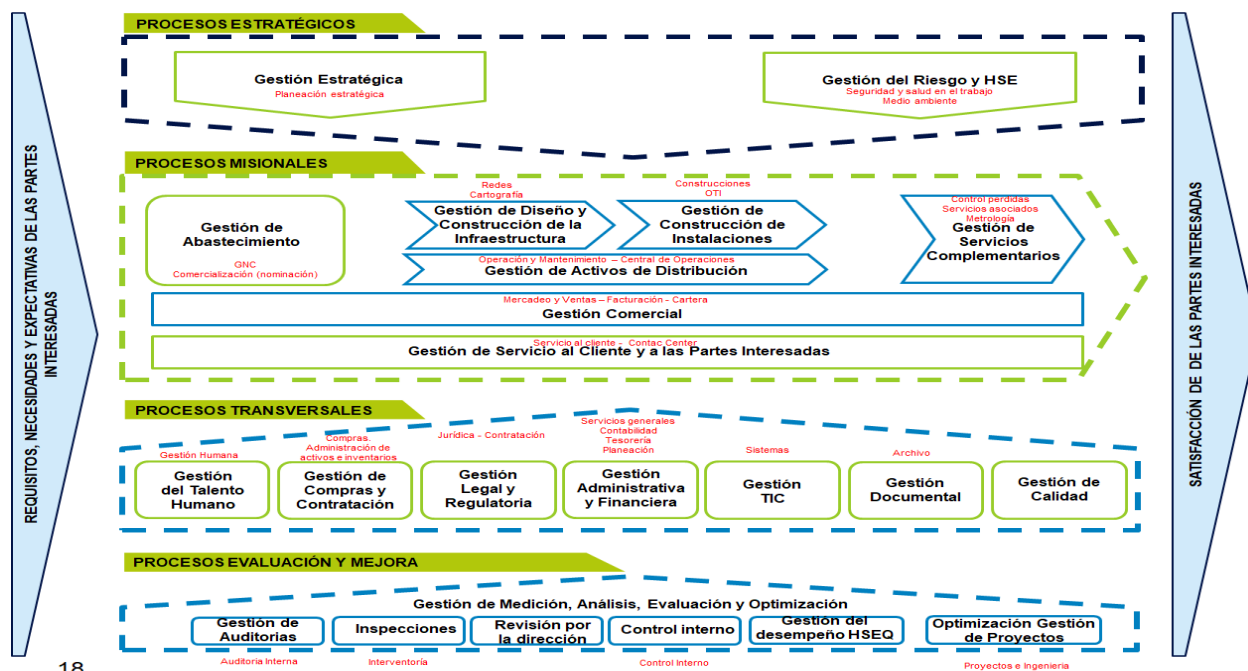 REQUISITOS, NECESIDADES Y EXPECTATIVAS DE LAS PARTES
INTERESADAS
PROCESOS ESTRATÉGICOS
Gestión Estratégica
Planeación estratégica
Gestión del Riesgo y HSE
Seguridad y salud en el trabajo
Medio ambiente
PROCESOS MISIONALES
Gestión de
Abastecimiento
GNC
Comercialización (nominación)
Redes
Cartografía
Gestión de Diseño y
Construcción de la
Infraestructura
Construcciones
OTI
Gestión de
Construcción de
Instalaciones
Control perdidas
Servicios asociados
Metrología
Gestión de
Servicios
Complementarios
Operación y Mantenimiento – Central de Operaciones
Gestión de Activos de Distribución
Mercadeo y Ventas – Facturación - Cartera
Gestión Comercial
Servicio al cliente - Contac Center
Gestión de Servicio al Cliente y a las Partes Interesadas
PROCESOS TRANSVERSALES
Gestión Humana
Gestión
del Talento
Humano
Compras.
Administración de
activos e inventarios
Gestión de
Compras y
Contratación
Jurídica – Contratación
Gestión
Legal y
Regulatoria
Servicios generales
Contabilidad
Tesorería
Planeación
Gestión
Administrativa
y Financiera
Sistemas
Gestión
TIC
Archivo
Gestión
Documental
Gestión de
Calidad
PROCESOS EVALUACIÓN Y MEJORA
Gestión de Medición, Análisis, Evaluación y Optimización
Gestión de
Auditorias
Inspecciones
Revisión por
la dirección
Control interno
Gestión del
desempeño HSEQ
Optimización Gestión
de Proyectos
Auditoria Interna
Interventoría
Control Interno
Proyectos e Ingenieria
SATISFACCIÓN DE DE LAS PARTES INTERESADAS
18